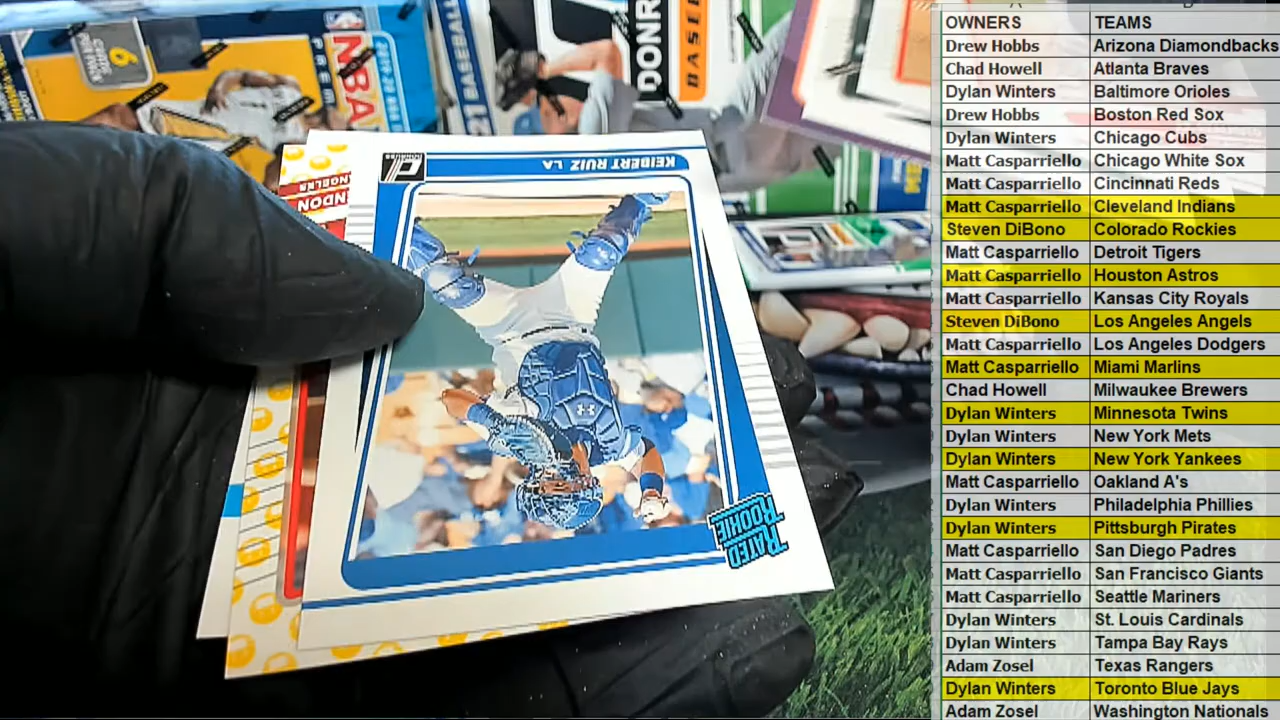 NBA
21 BASEBALL
DONR
BASE
KEIBERT RUIZ LA
RATED
ROOKIE
OWNERS TEAMS
Drew Hobbs Arizona Diamondbacks
Chad Howell Atlanta Braves
Dylan Winters Baltimore Orioles
Drew Hobbs Boston Red Sox
Dylan Winters Chicago Cubs
Matt Casparriello Chicago White Sox
Matt Casparriello Cincinnati Reds
Matt Casparriello Cleveland Indians
Steven DiBono Colorado Rockies
Matt Casparriello Detroit Tigers
Matt Casparriello Houston Astros
Matt Casparriello Kansas City Royals
Steven DiBono Los Angeles Angels
Matt Casparriello Los Angeles Dodgers
Matt Casparriello Miami Marlins
Chad Howell Milwaukee Brewers
Dylan Winters Minnesota Twins
Dylan Winters New York Mets
Dylan Winters New York Yankees
Matt Casparriello Oakland A's
Dylan Winters Philadelphia Phillies
Dylan Winters Pittsburgh Pirates
Matt Casparriello San Diego Padres
Matt Casparriello San Francisco Giants
Matt Casparriello Seattle Mariners
Dylan Winters St. Louis Cardinals
Dylan Winters Tampa Bay Rays
Adam Zosel Texas Rangers
Dylan Winters Toronto Blue Jays
Adam Zosel Washington Nationals